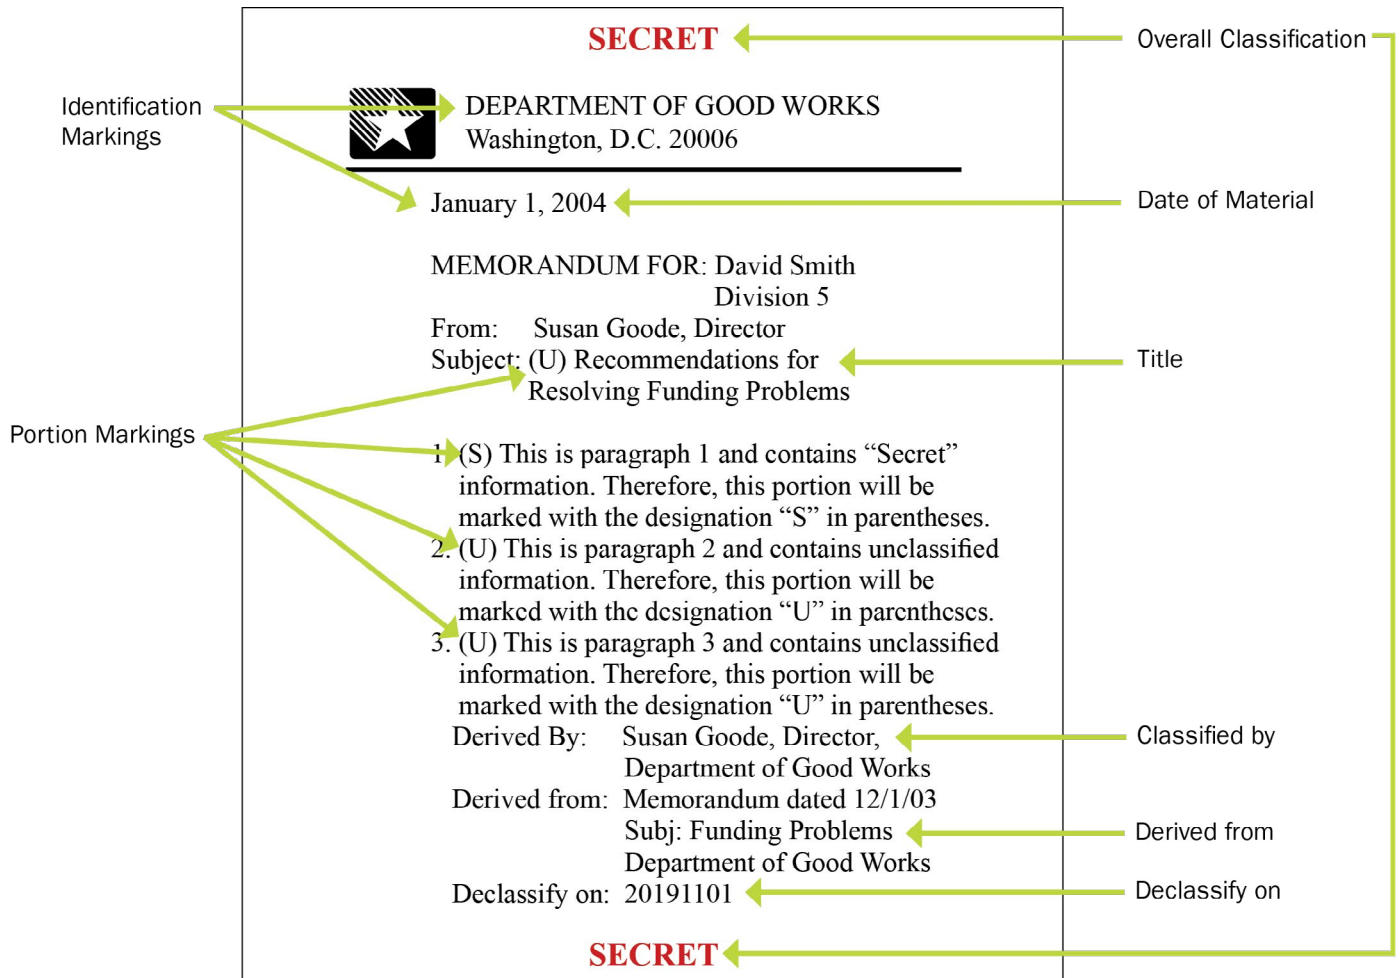 SECRET
Overall Classification
Identification
Markings
DEPARTMENT OF GOOD WORKS
Washington, D.C. 20006
January 1, 2004
Date of Material
MEMORANDUM FOR: David Smith
Division 5
From: Susan Goode, Director
Subject: (U) Recommendations for
Resolving Funding Problems
Title
Portion Markings
1. (S) This is paragraph 1 and contains “Secret”
information. Therefore, this portion will be
marked with the designation “S” in parentheses.
2. (U) This is paragraph 2 and contains unclassified
information. Therefore, this portion will be
marked with the designation “U” in parentheses.
3. (U) This is paragraph 3 and contains unclassified
information. Therefore, this portion will be
marked with the designation “U” in parentheses.
Derived By: Susan Goode, Director,
Department of Good Works
Classified by
Derived from: Memorandum dated 12/1/03
Subj: Funding Problems
Department of Good Works
Derived from
Declassify on: 20191101
Declassify on
SECRET